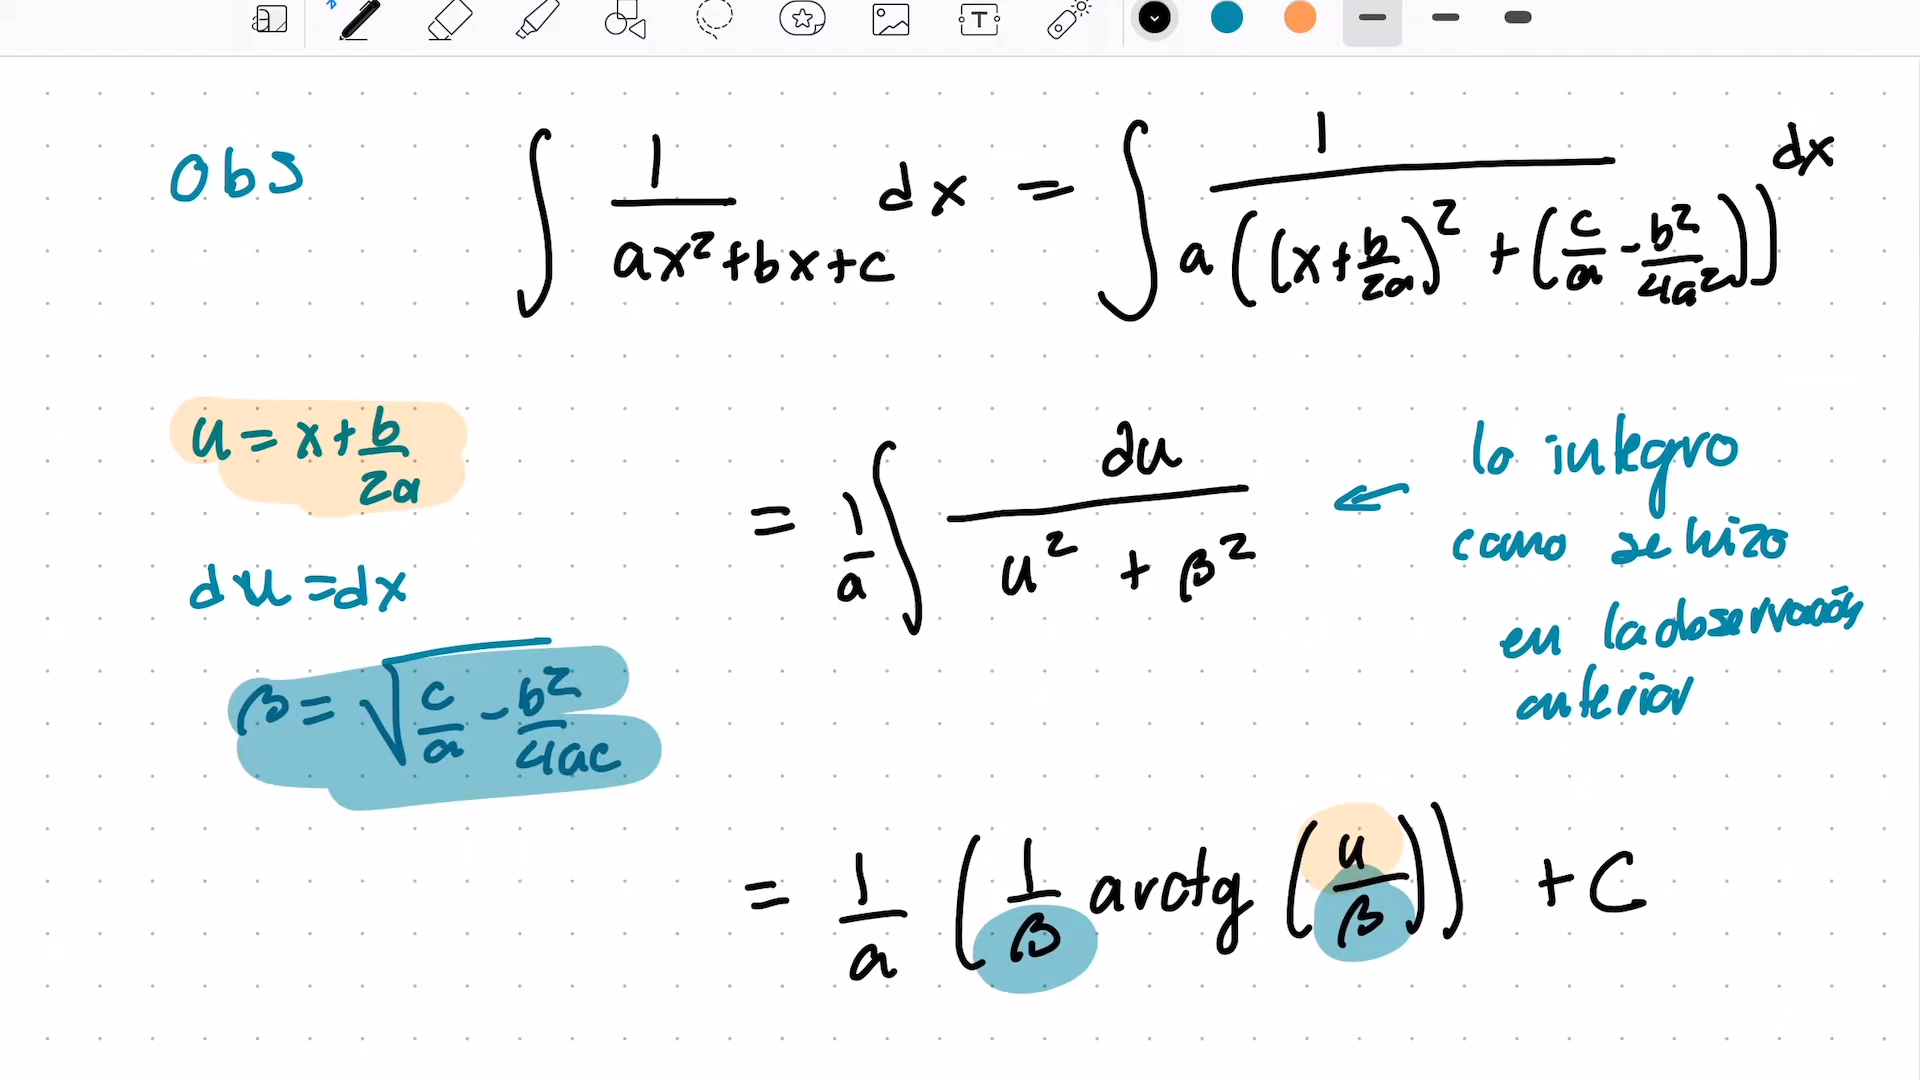 Obs ∫ 1/(ax²+bx+c) dx = ∫ 1/(a((x+b/2a)²+(c/a-b²/4a²))) dx
u=x+b/2a
= 1/a ∫ du/(u²+β²) ← lo integro
como se hizo
en la observación
anterior
du=dx
β=√(c/a-b²/4ac)
= 1/a (1/β arctg (u/β)) +C